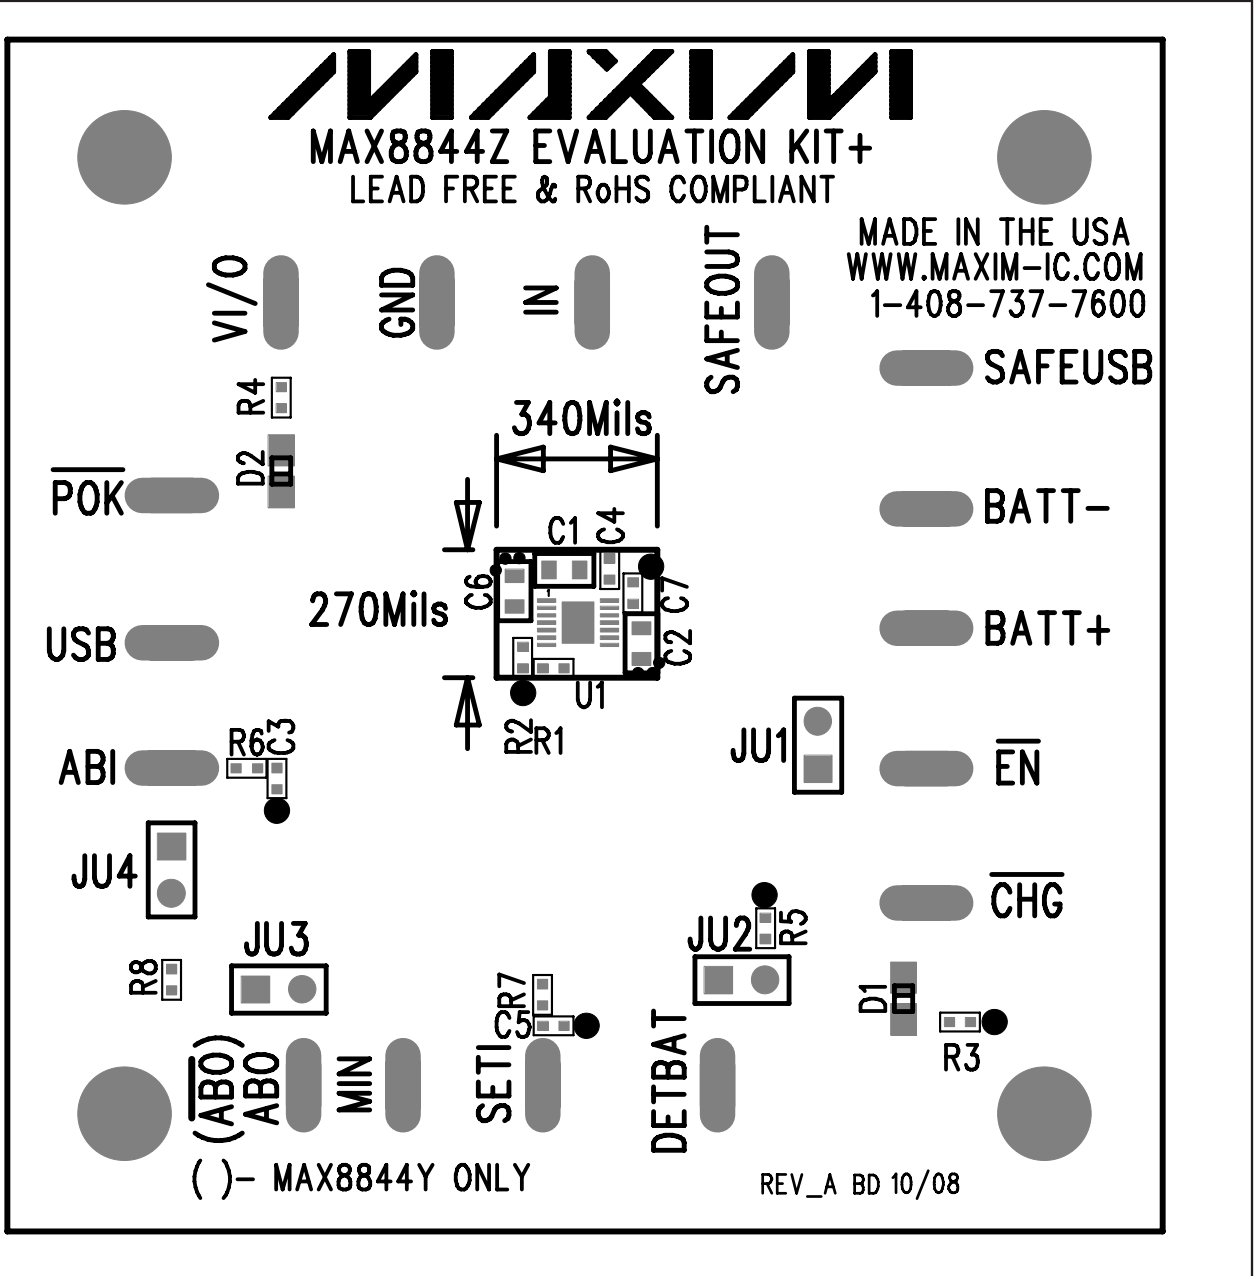 MAXIM
MAX8844Z EVALUATION KIT+
LEAD FREE & RoHS COMPLIANT
MADE IN THE USA
WWW.MAXIM-IC.COM
1-408-737-7600
VI/O
GND
IN
SAFEOUT
SAFEUSB
R4
D2
340Mils
POK
BATT-
C1
C4
C6
C7
270Mils
1
USB
C2
BATT+
U1
R2
R1
R6
C3
ABI
JU1
EN
JU4
CHG
JU3
JU2
R5
R8
R7
C5
D1
R3
(ABO)
ABO
MIN
SETI
DETBAT
( )- MAX8844Y ONLY
REV_A BD 10/08